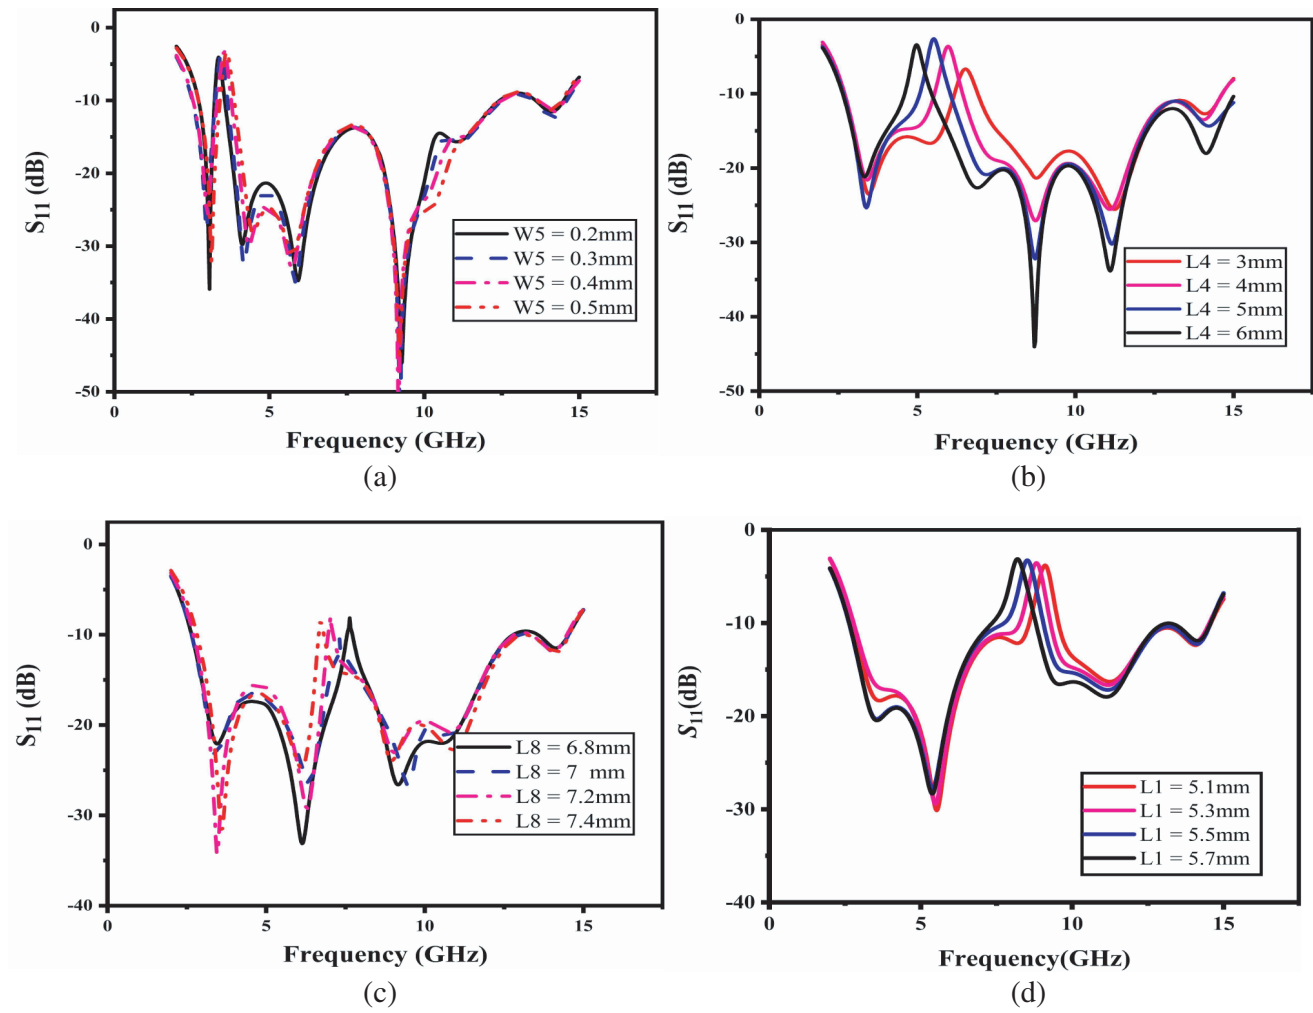 0
-10
-20
-30
-40
-50
S11 (dB)
W5 = 0.2mm
W5 = 0.3mm
W5 = 0.4mm
W5 = 0.5mm
0 5 10 15
Frequency (GHz)
(a)
0
-10
-20
-30
-40
-50
S11 (dB)
L4 = 3mm
L4 = 4mm
L4 = 5mm
L4 = 6mm
0 5 10 15
Frequency (GHz)
(b)
0
-10
-20
-30
-40
S11 (dB)
L8 = 6.8mm
L8 = 7 mm
L8 = 7.2mm
L8 = 7.4mm
0 5 10 15
Frequency (GHz)
(c)
0
-10
-20
-30
-40
S11 (dB)
L1 = 5.1mm
L1 = 5.3mm
L1 = 5.5mm
L1 = 5.7mm
0 5 10 15
Frequency(GHz)
(d)